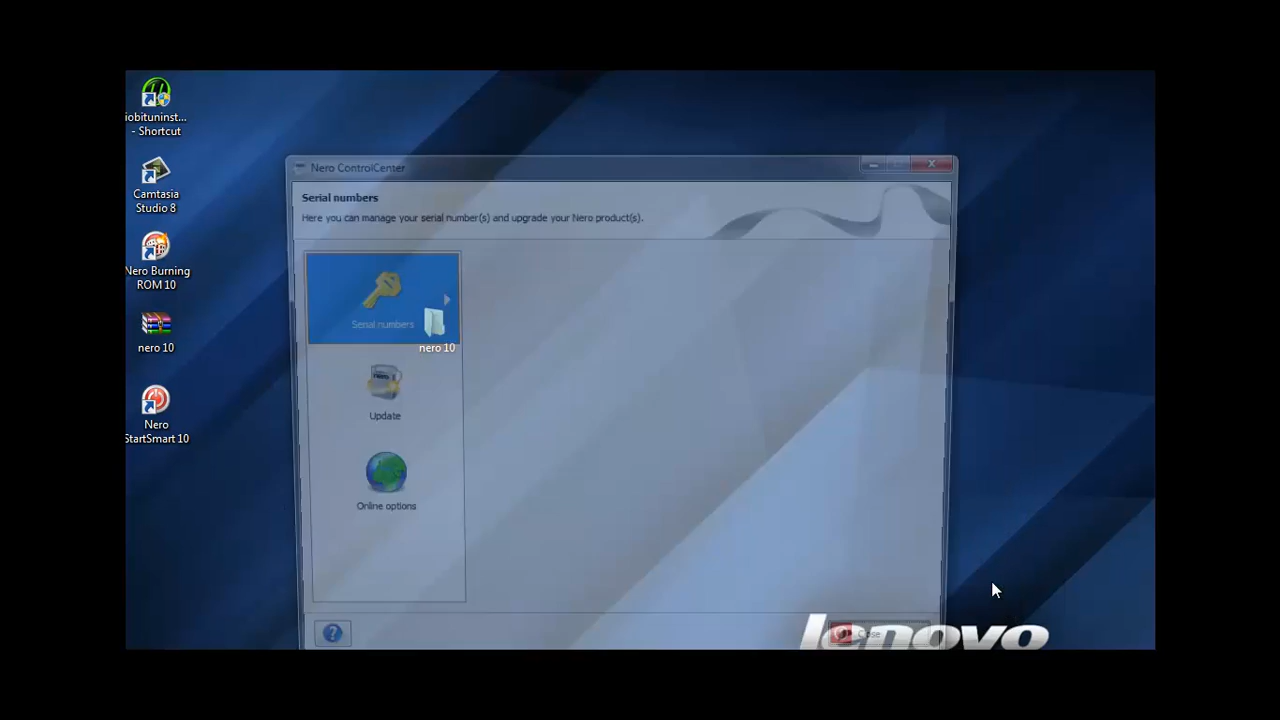 iobituninst...
- Shortcut
Camtasia
Studio 8
Nero Burning
ROM 10
nero 10
Nero
StartSmart 10
Nero ControlCenter
Serial numbers
Here you can manage your serial number(s) and upgrade your Nero product(s).
Serial numbers
nero 10
Update
Online options
?
Close
lenovo